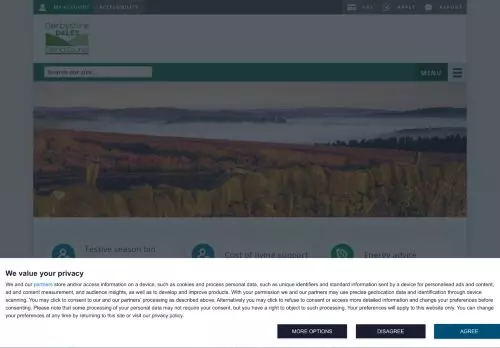 MY ACCOUNT ACCESSIBILITY PAY APPLY REPORT
Derbyshire
DALES
Search our site...
MENU
Festive season bin
Cost of living support
Energy advice
We value your privacy
We and our partners store and/or access information on a device, such as cookies and process personal data, such as unique identifiers and standard information sent by a device for personalised ads and content,
ad and content measurement, and audience insights, as well as to develop and improve products. With your permission we and our partners may use precise geolocation data and identification through device
scanning. You may click to consent to our and our partners' processing as described above. Alternatively you may click to refuse to consent or access more detailed information and change your preferences before
consenting. Please note that some processing of your personal data may not require your consent, but you have a right to object to such processing. Your preferences will apply to this website only. You can change
your preferences at any time by returning to this site or visit our privacy policy.
MORE OPTIONS DISAGREE AGREE